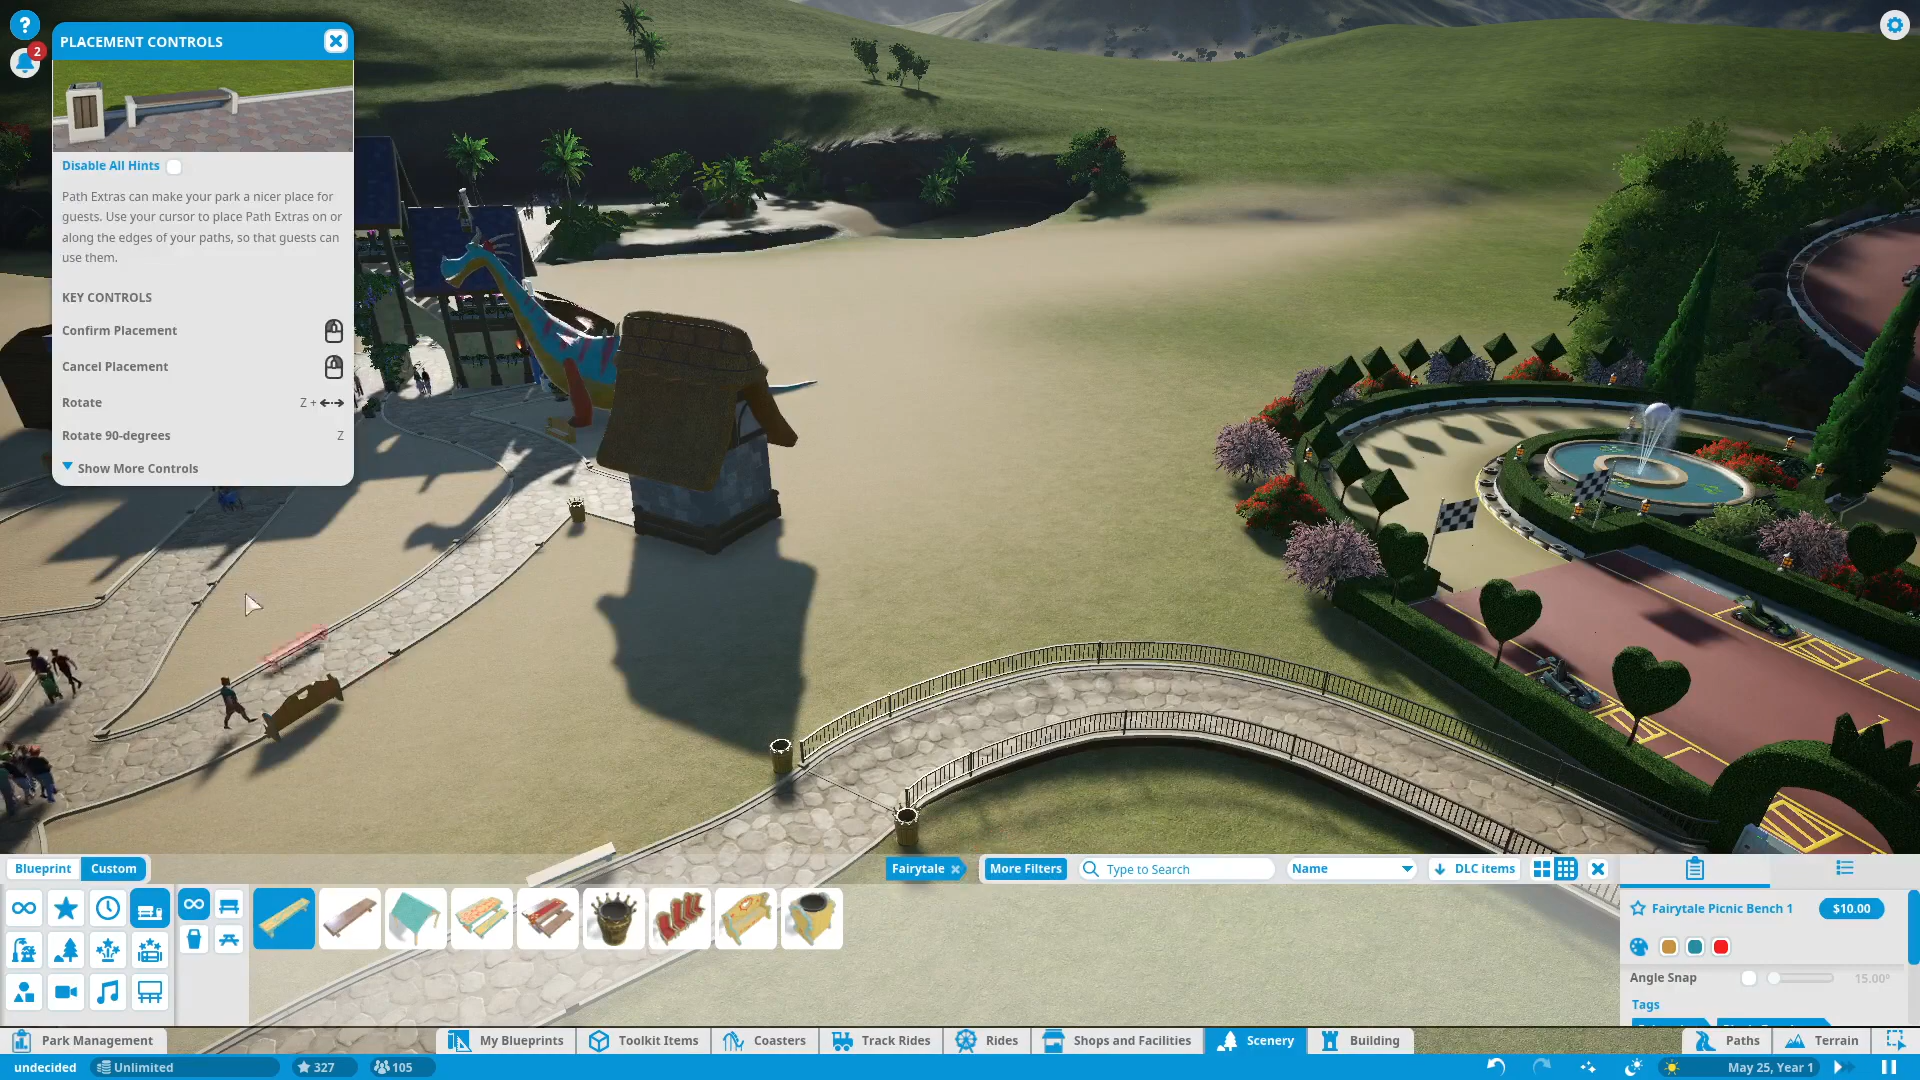 ?
2
PLACEMENT CONTROLS
Disable All Hints
Path Extras can make your park a nicer place for
guests. Use your cursor to place Path Extras on or
along the edges of your paths, so that guests can
use them.
KEY CONTROLS
Confirm Placement
Cancel Placement
Rotate Z +
Rotate 90-degrees Z
Show More Controls
Blueprint Custom
Fairytale
More Filters
Type to Search
Name
DLC items
Fairytale Picnic Bench 1 $10.00
Angle Snap 15.00°
Tags
Park Management
My Blueprints
Toolkit Items
Coasters
Track Rides
Rides
Shops and Facilities
Scenery
Building
Paths
Terrain
undecided
Unlimited
327
105
May 25, Year 1